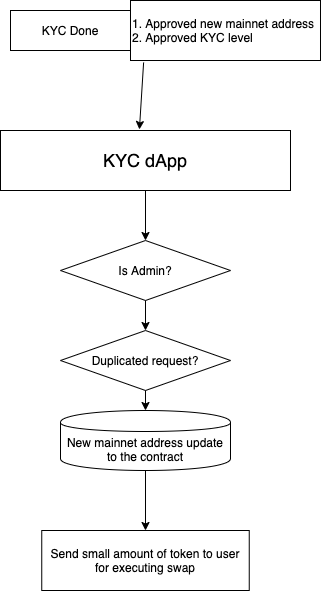 KYC Done
1. Approved new mainnet address
2. Approved KYC level
KYC dApp
Is Admin?
Duplicated request?
New mainnet address update
to the contract
Send small amount of token to user
for executing swap